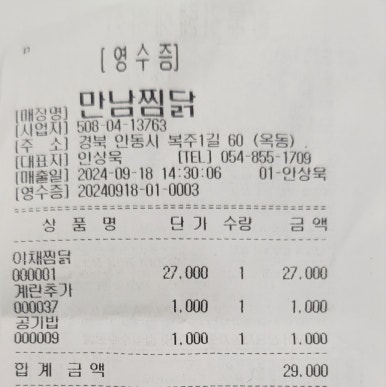 [영수증]
[매장명] 만남찜닭
[사업자] 508-04-13763
[주 소] 경북 안동시 복주1길 60 (옥동)
[대표자] 인상욱 [TEL] 054-855-1709
[매출일] 2024-09-18 14:30:06 01-안상욱
[영수증] 20240918-01-0003
상 품 명 단 가 수량 금 액
야채찜닭
000001 27,000 1 27,000
계란추가
000037 1,000 1 1,000
공기밥
000009 1,000 1 1,000
합 계 금 액 29,000